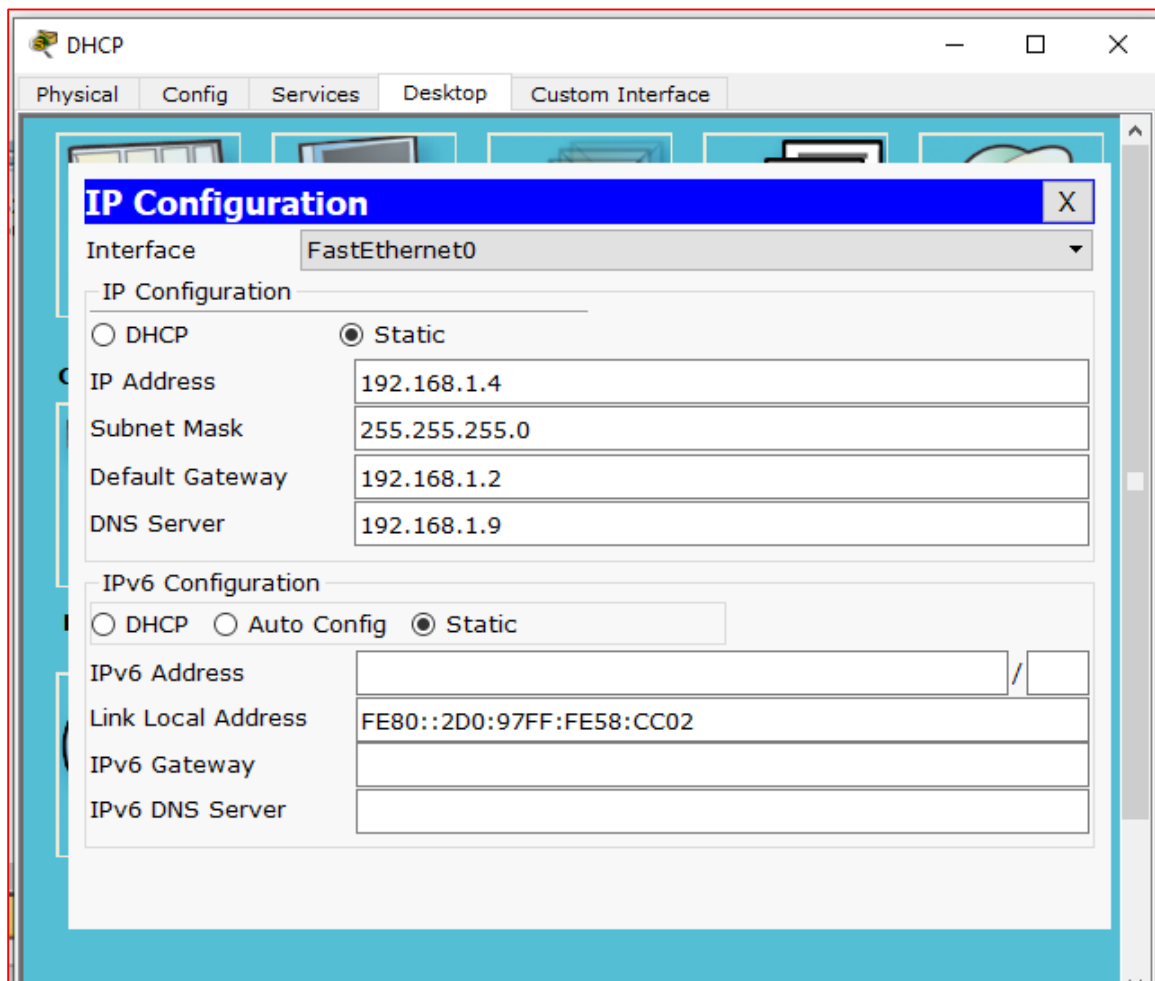 DHCP
Physical Config Services Desktop Custom Interface
IP Configuration X
Interface FastEthernet0
IP Configuration
DHCP Static
IP Address 192.168.1.4
Subnet Mask 255.255.255.0
Default Gateway 192.168.1.2
DNS Server 192.168.1.9
IPv6 Configuration
DHCP Auto Config Static
IPv6 Address /
Link Local Address FE80::2D0:97FF:FE58:CC02
IPv6 Gateway
IPv6 DNS Server